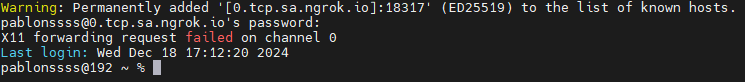 Warning: Permanently added '[0.tcp.sa.ngrok.io]:18317' (ED25519) to the list of known hosts.
pablonssss@0.tcp.sa.ngrok.io's password:
X11 forwarding request failed on channel 0
Last login: Wed Dec 18 17:12:20 2024
pablonssss@192 ~ %